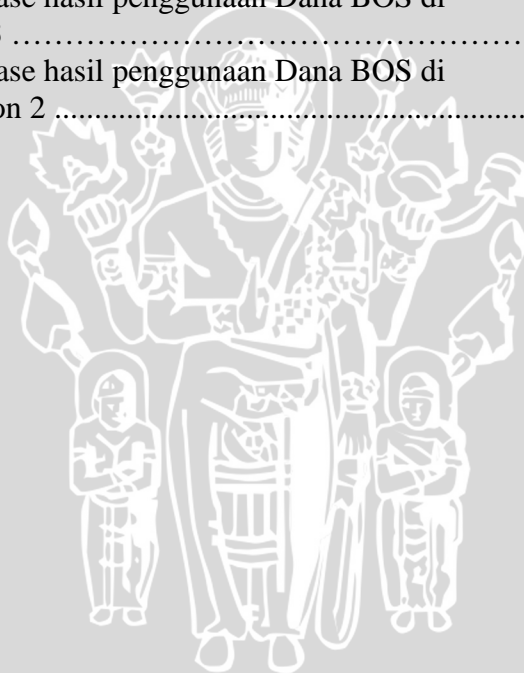 ase hasil penggunaan Dana BOS di
……………………………………
ase hasil penggunaan Dana BOS di
on 2 ......................................................